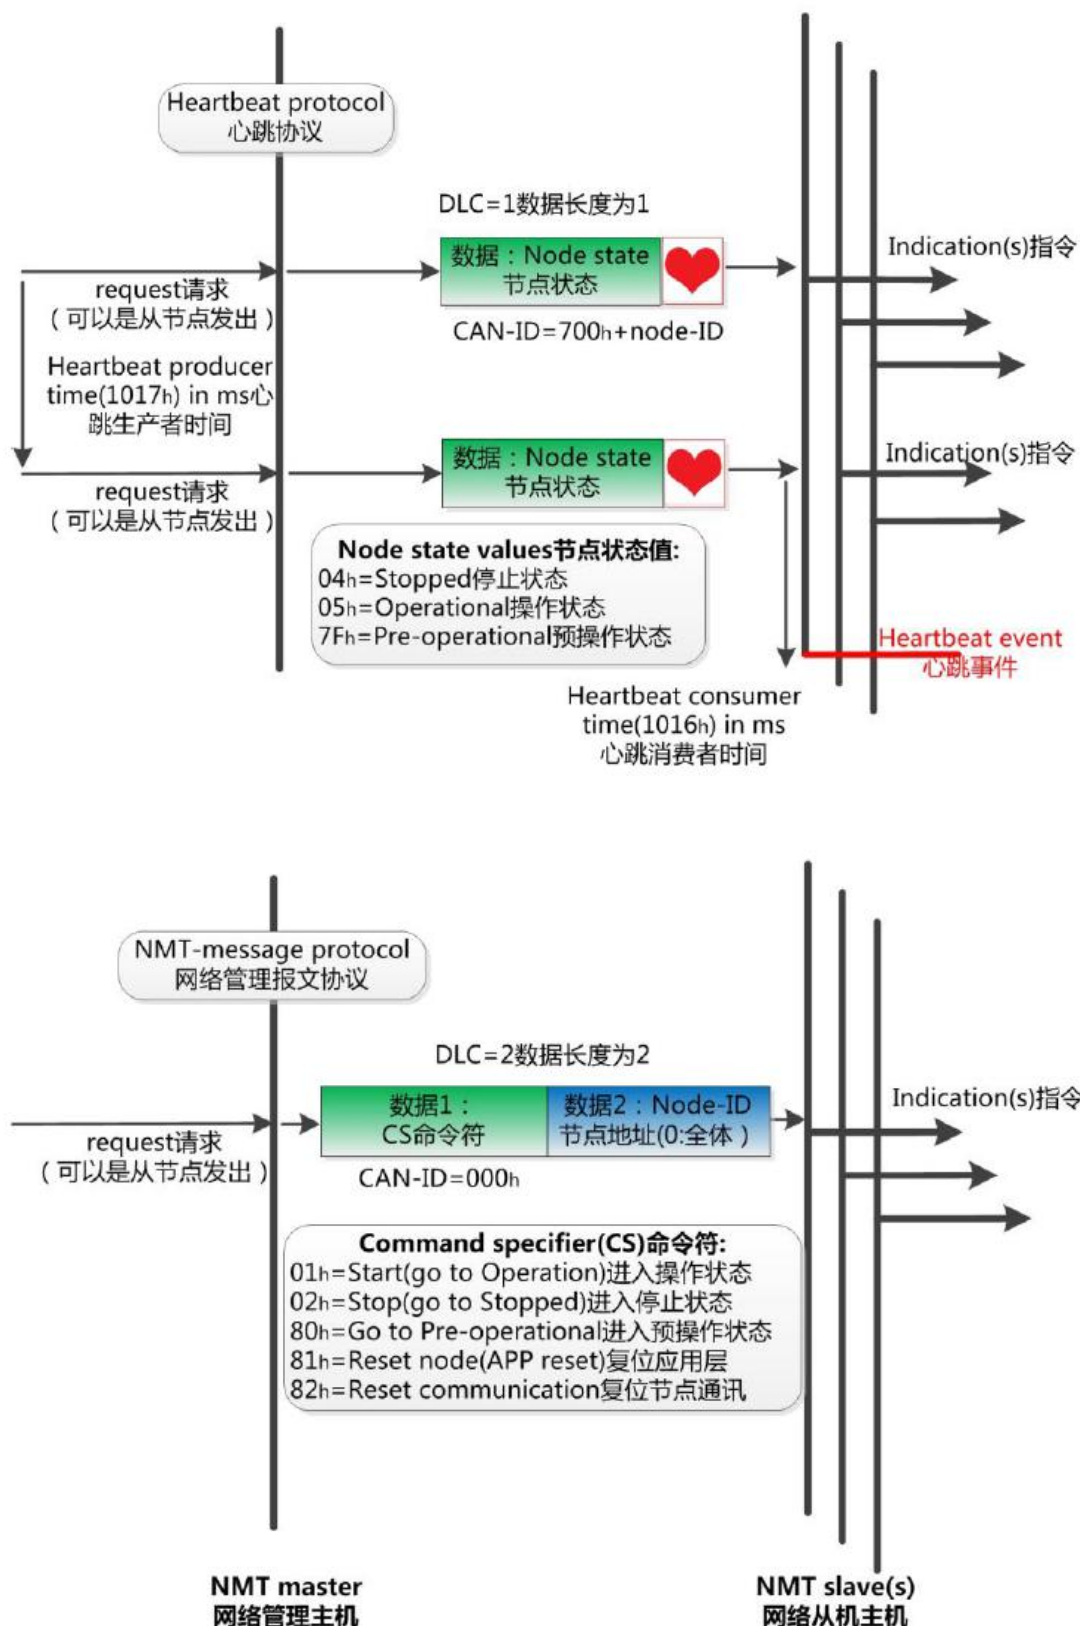 Heartbeat protocol
心跳协议
DLC=1数据长度为1
数据：Node state
节点状态
Indication(s)指令
request请求
（可以是从节点发出）
CAN-ID=700h+node-ID
Heartbeat producer
time(1017h) in ms心
跳生产者时间
数据：Node state
节点状态
Indication(s)指令
request请求
（可以是从节点发出）
Node state values节点状态值:
04h=Stopped停止状态
05h=Operational操作状态
7Fh=Pre-operational预操作状态
Heartbeat event
心跳事件
Heartbeat consumer
time(1016h) in ms
心跳消费者时间
NMT-message protocol
网络管理报文协议
DLC=2数据长度为2
数据1：
CS命令符
数据2：Node-ID
节点地址(0:全体）
Indication(s)指令
request请求
（可以是从节点发出）
CAN-ID=000h
Command specifier(CS)命令符:
01h=Start(go to Operation)进入操作状态
02h=Stop(go to Stopped)进入停止状态
80h=Go to Pre-operational进入预操作状态
81h=Reset node(APP reset)复位应用层
82h=Reset communication复位节点通讯
NMT master
网络管理主机
NMT slave(s)
网络从机主机